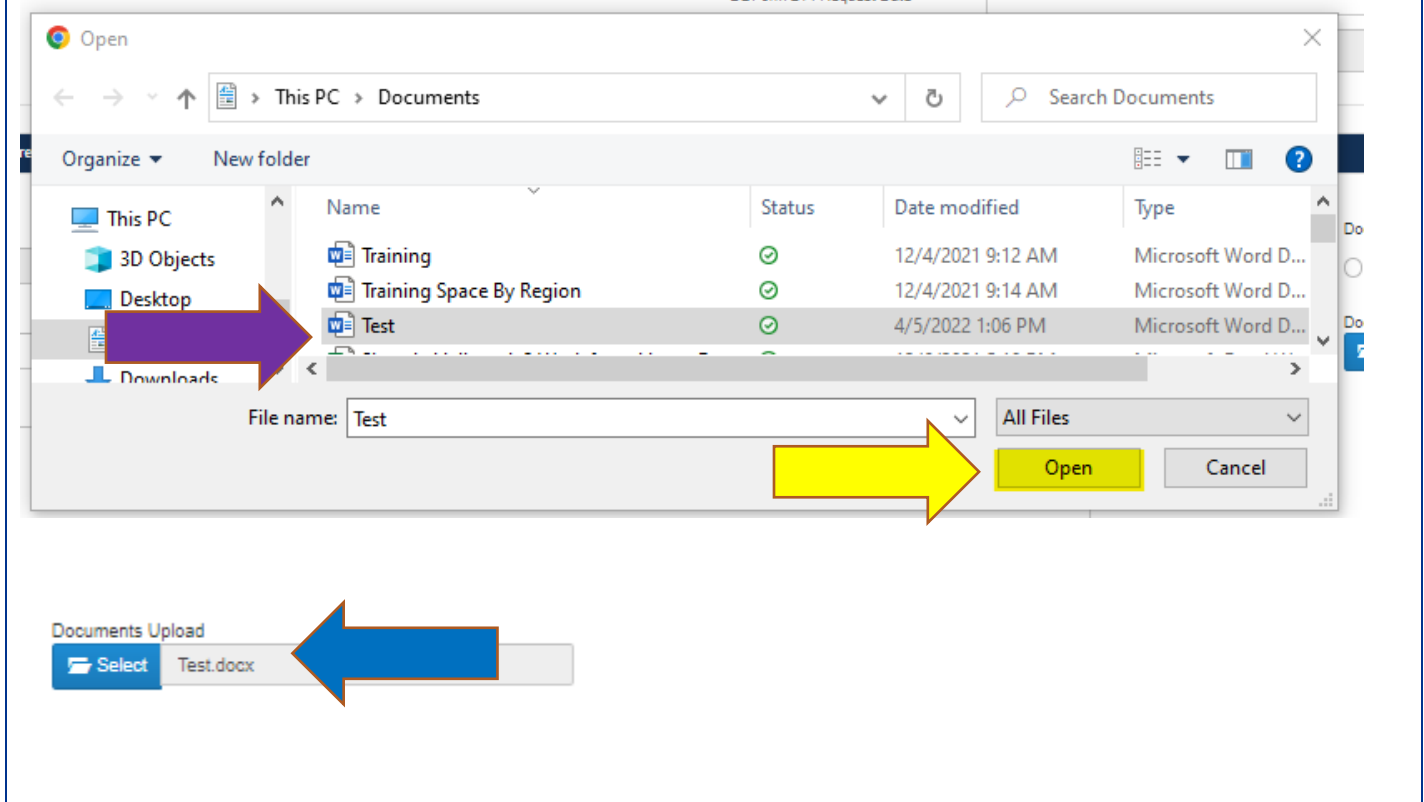 Open
This PC > Documents
Search Documents
Organize
New folder
Name Status Date modified Type
This PC
3D Objects
Desktop
Downloads
Training 12/4/2021 9:12 AM Microsoft Word D...
Training Space By Region 12/4/2021 9:14 AM Microsoft Word D...
Test 4/5/2022 1:06 PM Microsoft Word D...
Do
Do
File name: Test All Files
Open Cancel
Documents Upload
Select Test.docx